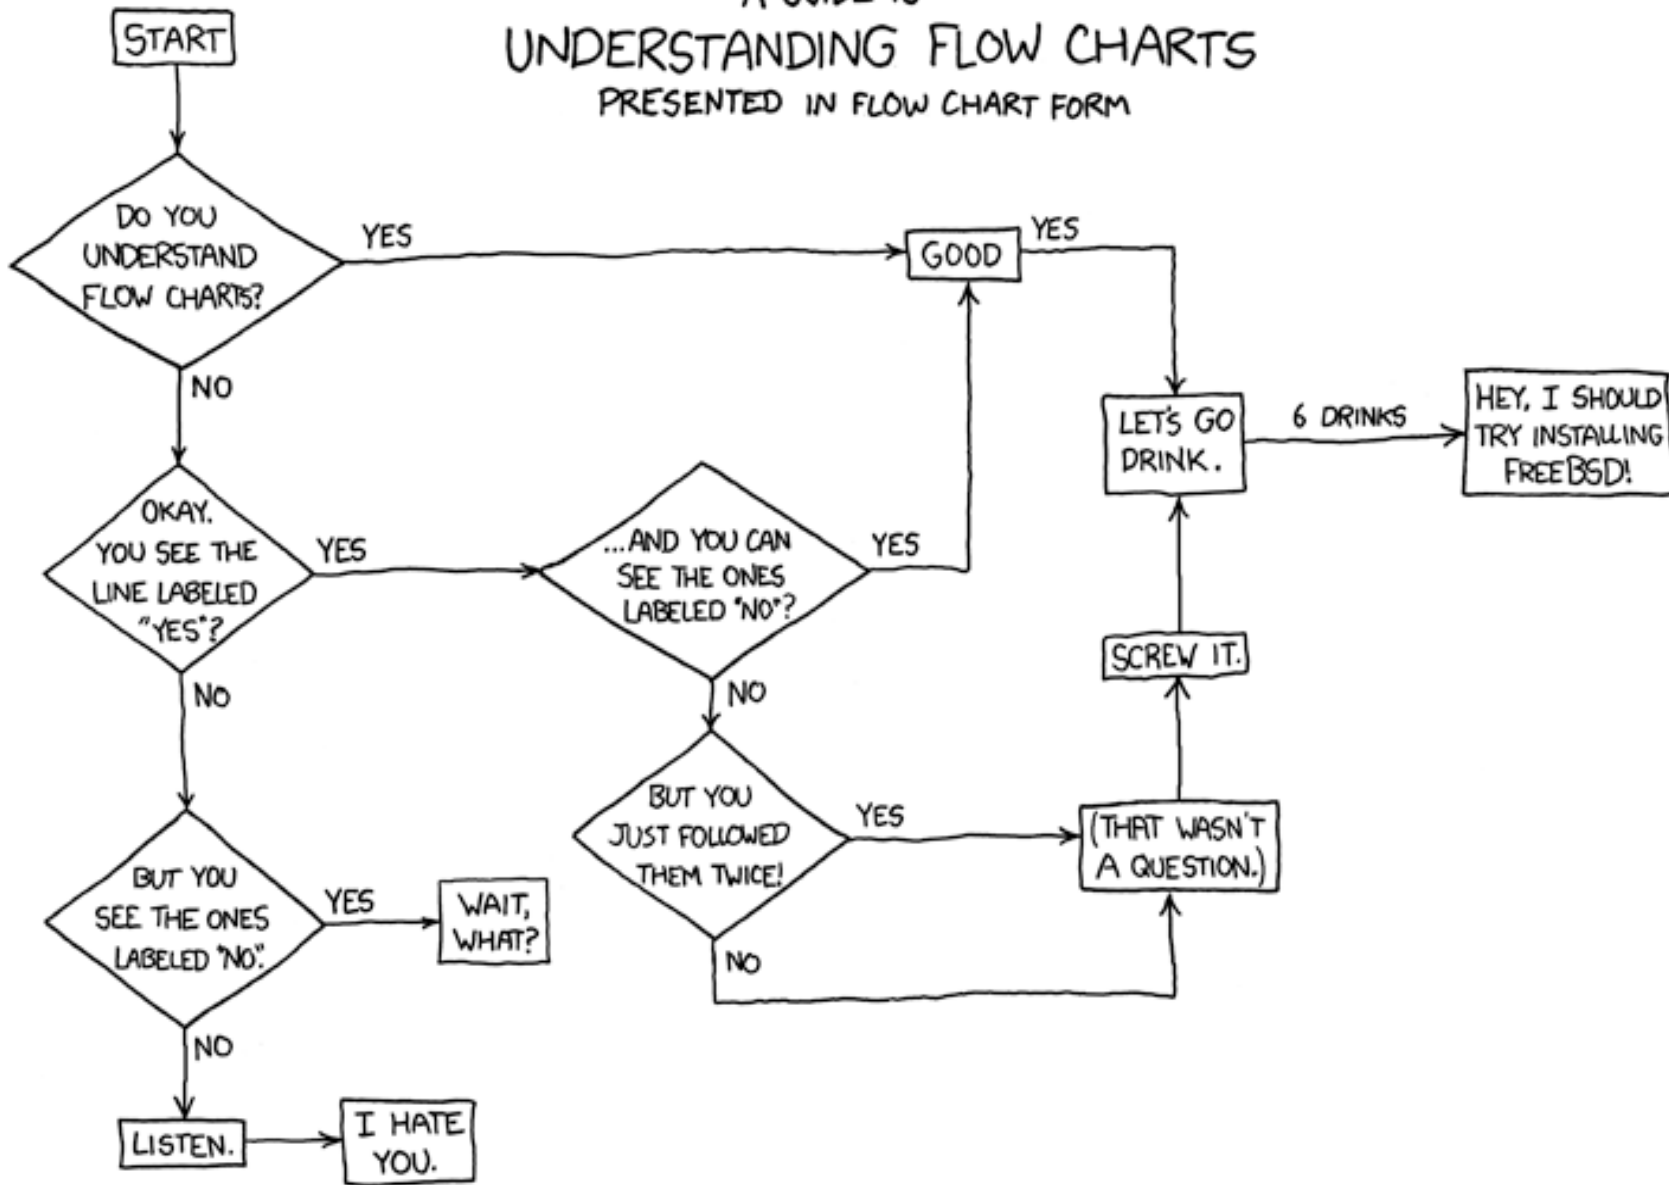 A GUIDE TO
UNDERSTANDING FLOW CHARTS
PRESENTED IN FLOW CHART FORM
START
DO YOU
UNDERSTAND
FLOW CHARTS?
YES
GOOD
YES
NO
LET'S GO
DRINK.
6 DRINKS
HEY, I SHOULD
TRY INSTALLING
FREEBSD!
OKAY.
YOU SEE THE
LINE LABELED
"YES"?
YES
...AND YOU CAN
SEE THE ONES
LABELED "NO"?
YES
NO
NO
SCREW IT.
BUT YOU
JUST FOLLOWED
THEM TWICE!
YES
(THAT WASN'T
A QUESTION.)
NO
BUT YOU
SEE THE ONES
LABELED "NO".
YES
WAIT,
WHAT?
NO
LISTEN.
I HATE
YOU.